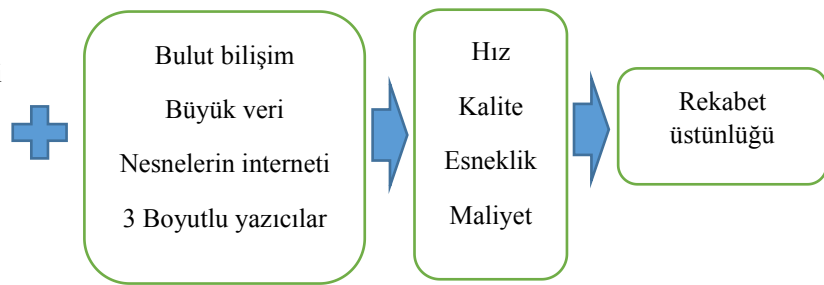 Bulut bilişim
Büyük veri
Nesnelerin interneti
3 Boyutlu yazıcılar
Hız
Kalite
Esneklik
Maliyet
Rekabet
üstünlüğü